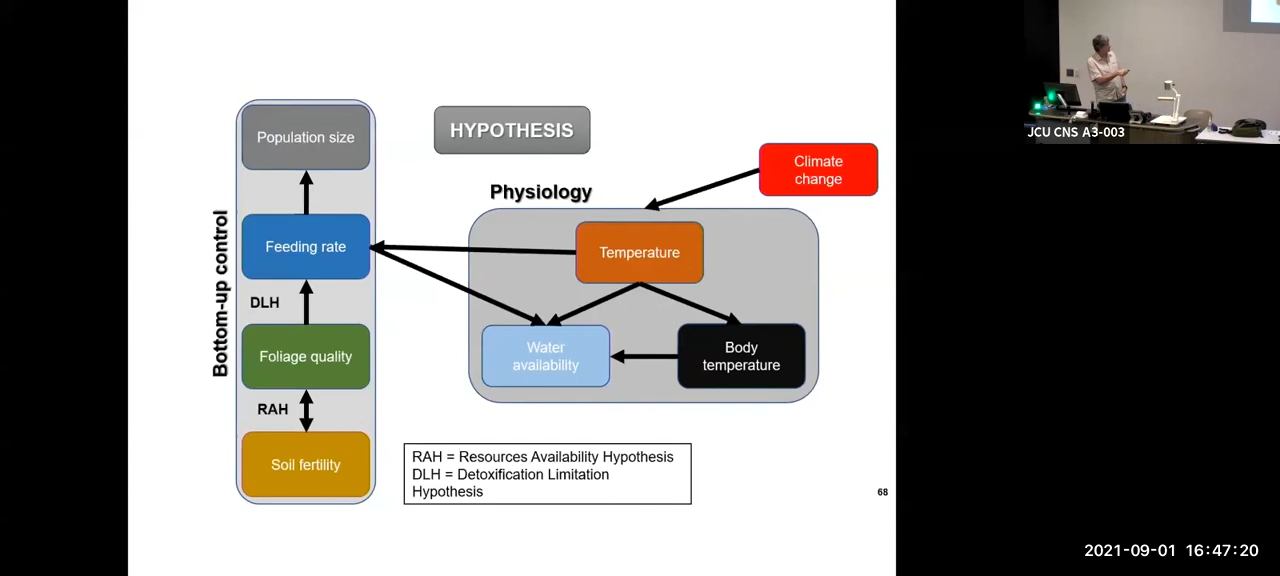 Population size
HYPOTHESIS
Climate
change
Physiology
Bottom-up control
Feeding rate
Temperature
DLH
Foliage quality
Water
availability
Body
temperature
RAH
Soil fertility
RAH = Resources Availability Hypothesis
DLH = Detoxification Limitation
Hypothesis
68
JCU CNS A3-003
2021-09-01 16:47:20